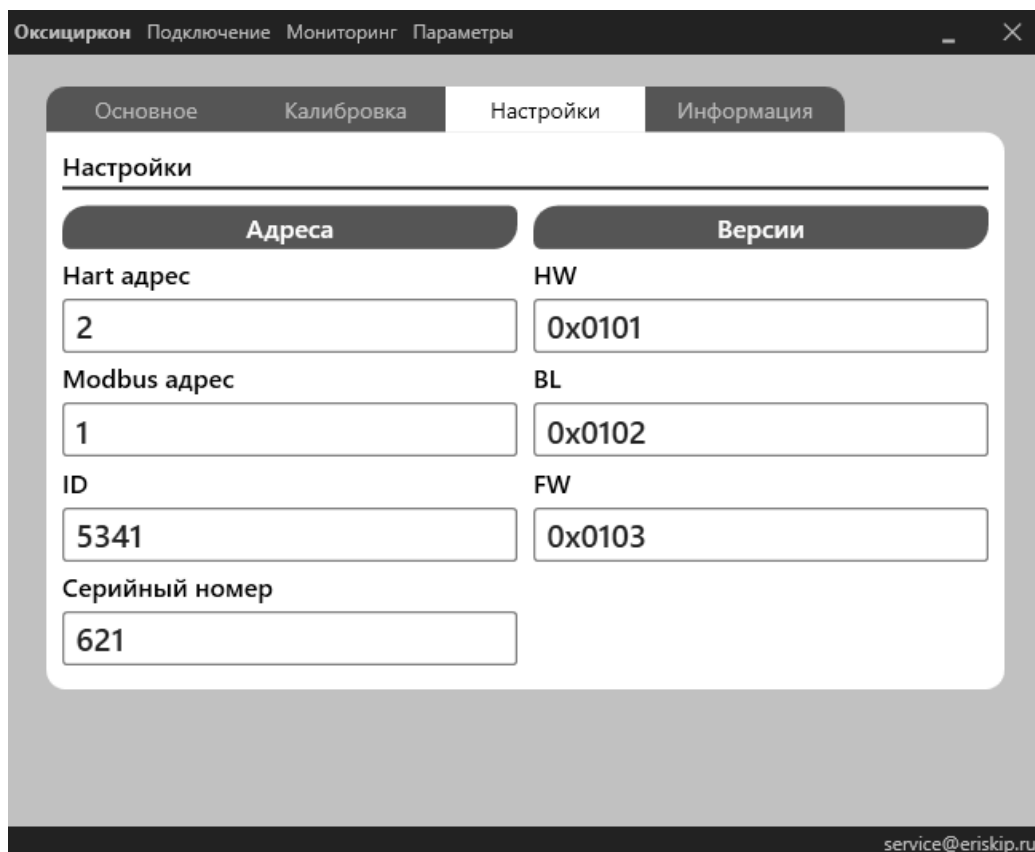 Оксициркон Подключение Мониторинг Параметры
Основное Калибровка Настройки Информация
Настройки
Адреса Версии
Hart адрес HW
2 0x0101
Modbus адрес BL
1 0x0102
ID FW
5341 0x0103
Серийный номер
621
service@eriskip.ru